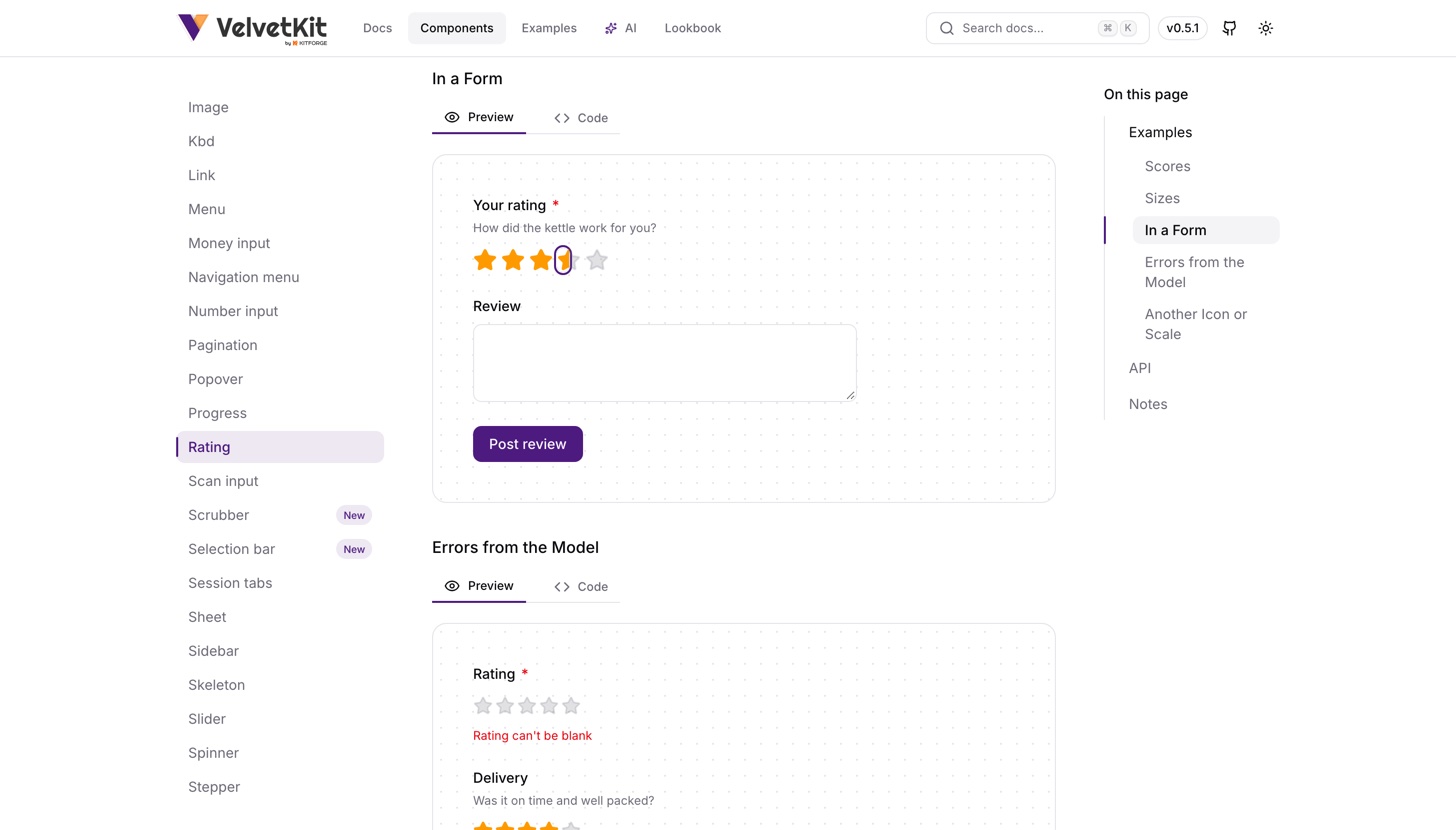 VelvetKit
by KITFORGE
Docs
Components
Examples
AI
Lookbook
Search docs...
⌘ K
v0.5.1
Image
Kbd
Link
Menu
Money input
Navigation menu
Number input
Pagination
Popover
Progress
Rating
Scan input
Scrubber New
Selection bar New
Session tabs
Sheet
Sidebar
Skeleton
Slider
Spinner
Stepper
In a Form
Preview
Code
Your rating *
How did the kettle work for you?
Review
Post review
Errors from the Model
Preview
Code
Rating *
Rating can't be blank
Delivery
Was it on time and well packed?
On this page
Examples
Scores
Sizes
In a Form
Errors from the
Model
Another Icon or
Scale
API
Notes